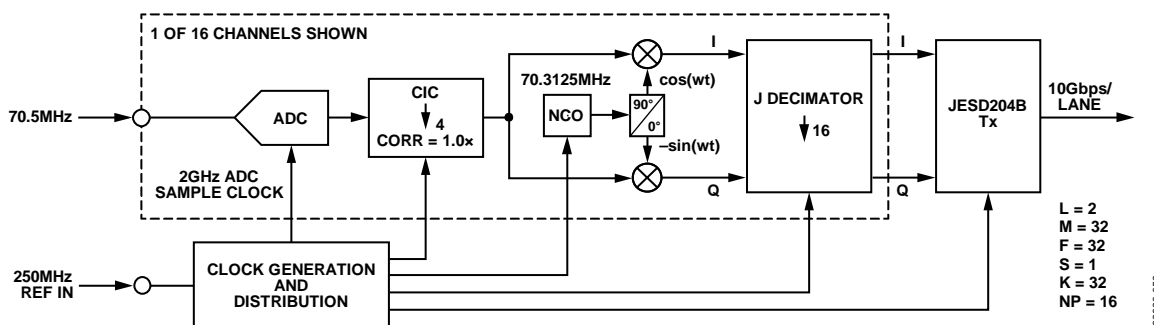 1 OF 16 CHANNELS SHOWN
70.5MHz
ADC
2GHz ADC
SAMPLE CLOCK
CIC
4
CORR = 1.0×
70.3125MHz
NCO
90°
0°
cos(wt)
–sin(wt)
I
Q
J DECIMATOR
16
I
Q
JESD204B
Tx
10Gbps/
LANE
L = 2
M = 32
F = 32
S = 1
K = 32
NP = 16
250MHz
REF IN
CLOCK GENERATION
AND
DISTRIBUTION